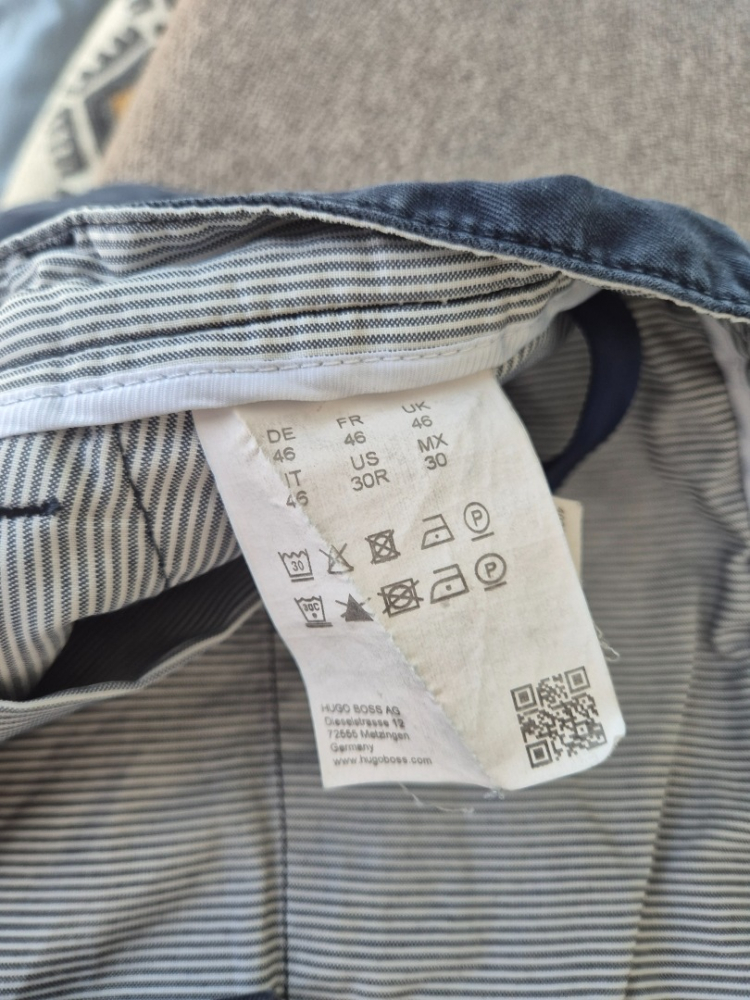 DE FR UK
46 46 46
IT US MX
46 30R 30
30 P
30C P
HUGO BOSS AG
Dieselstrasse 12
72555 Metzingen
Germany
www.hugoboss.com